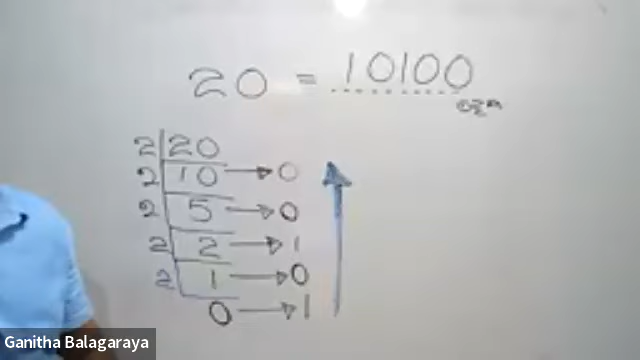 20 = 10100
2 20
2 10 → 0
2 5 → 0
2 2 → 1
2 1 → 0
0 → 1
Ganitha Balagaraya